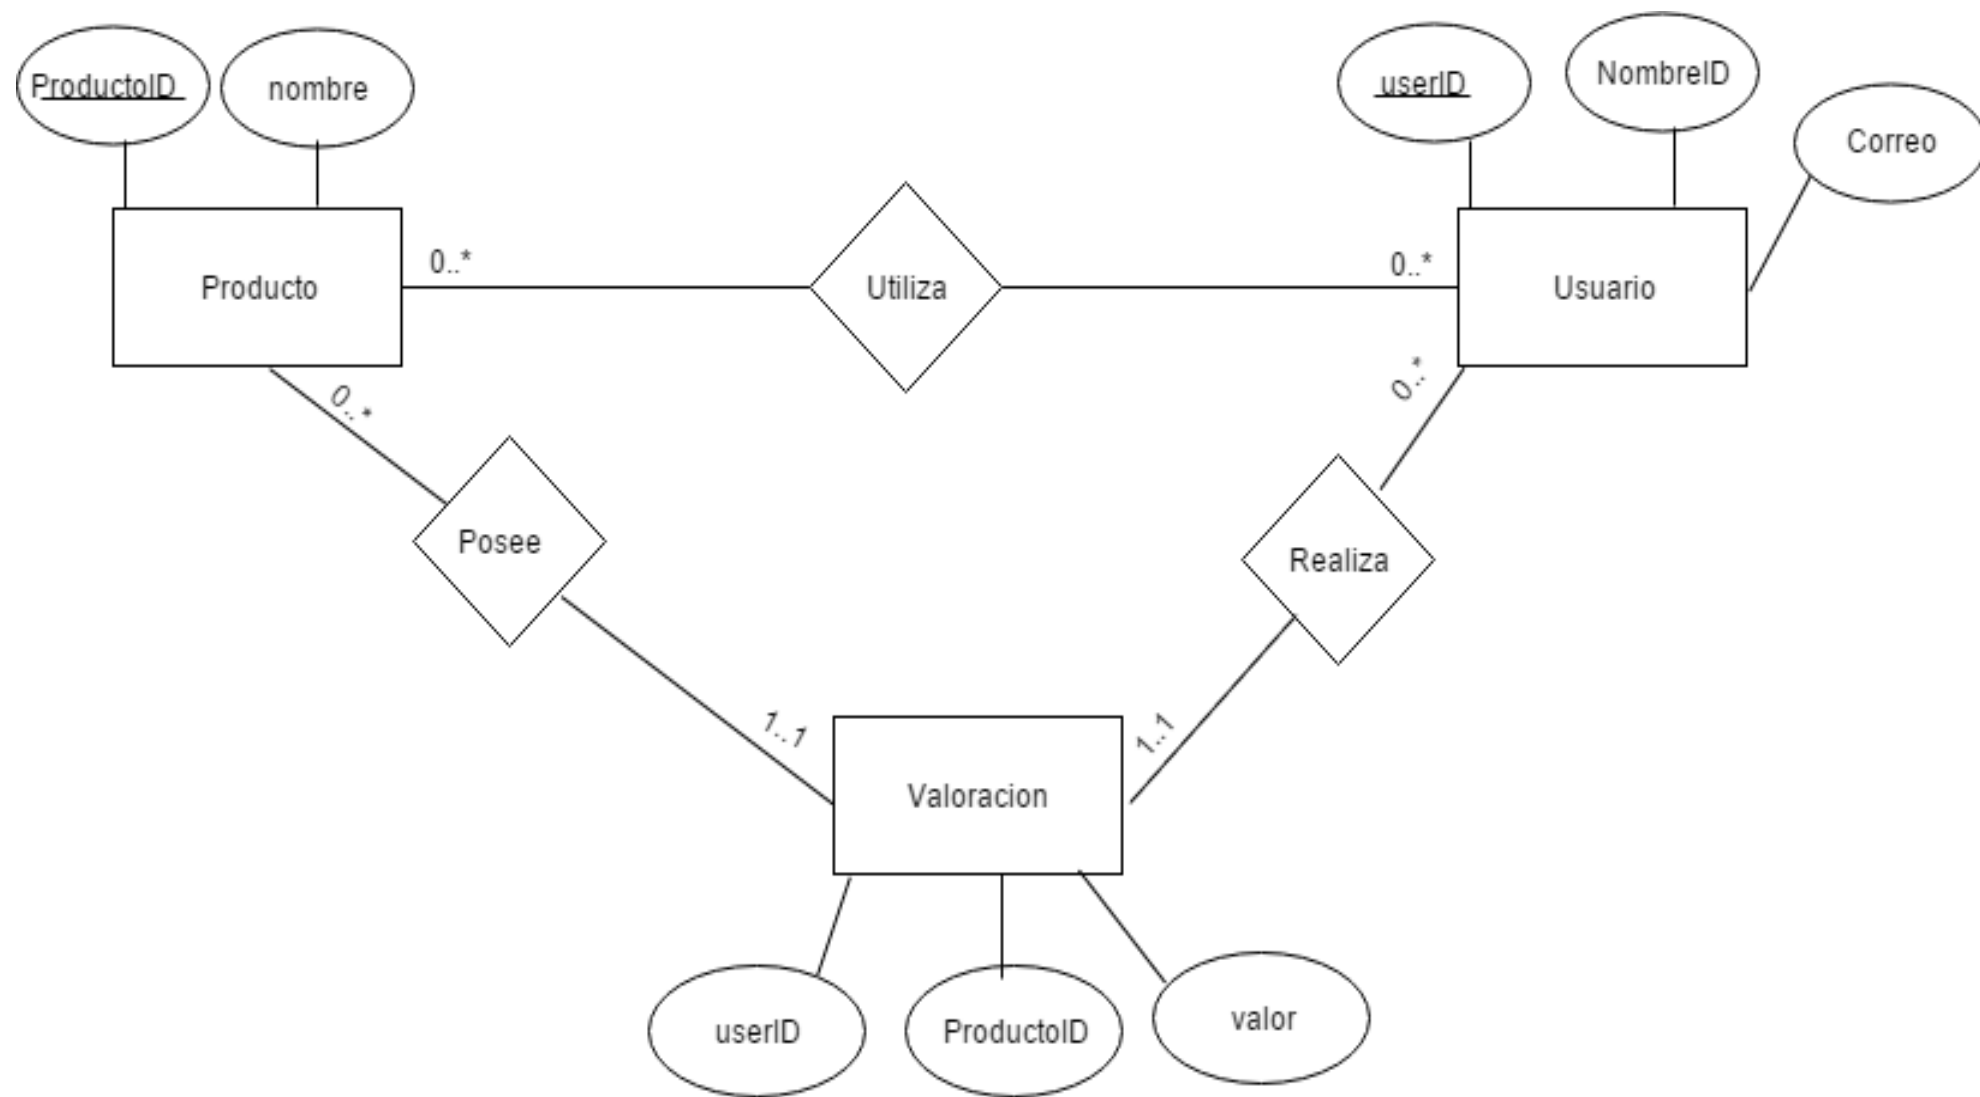 ProductoID
nombre
userID
NombreID
Correo
Producto
0..*
Utiliza
0..*
Usuario
0..*
0..*
Posee
Realiza
1..1
1..1
Valoracion
userID
ProductoID
valor